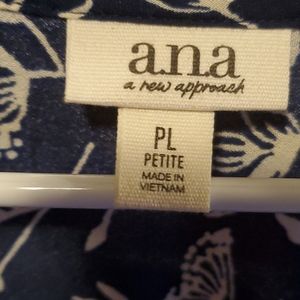 a.n.a
a new approach
PL
PETITE
MADE IN
VIETNAM